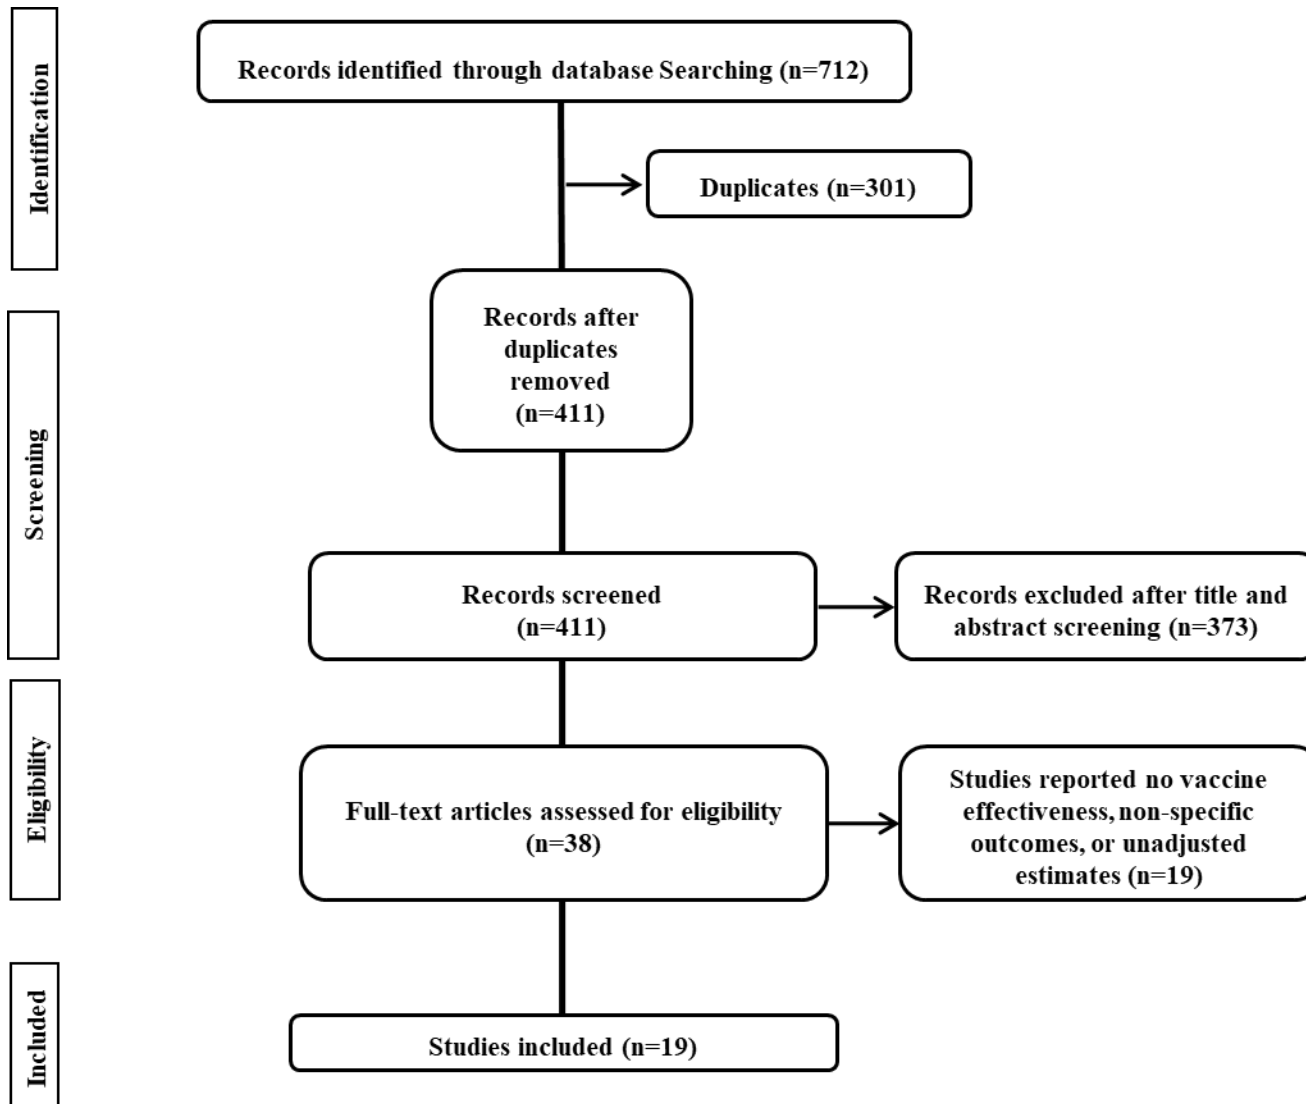 Identification
Records identified through database Searching (n=712)
Duplicates (n=301)
Screening
Records after
duplicates
removed
(n=411)
Records screened
(n=411)
Records excluded after title and
abstract screening (n=373)
Eligibility
Full-text articles assessed for eligibility
(n=38)
Studies reported no vaccine
effectiveness, non-specific
outcomes, or unadjusted
estimates (n=19)
Included
Studies included (n=19)